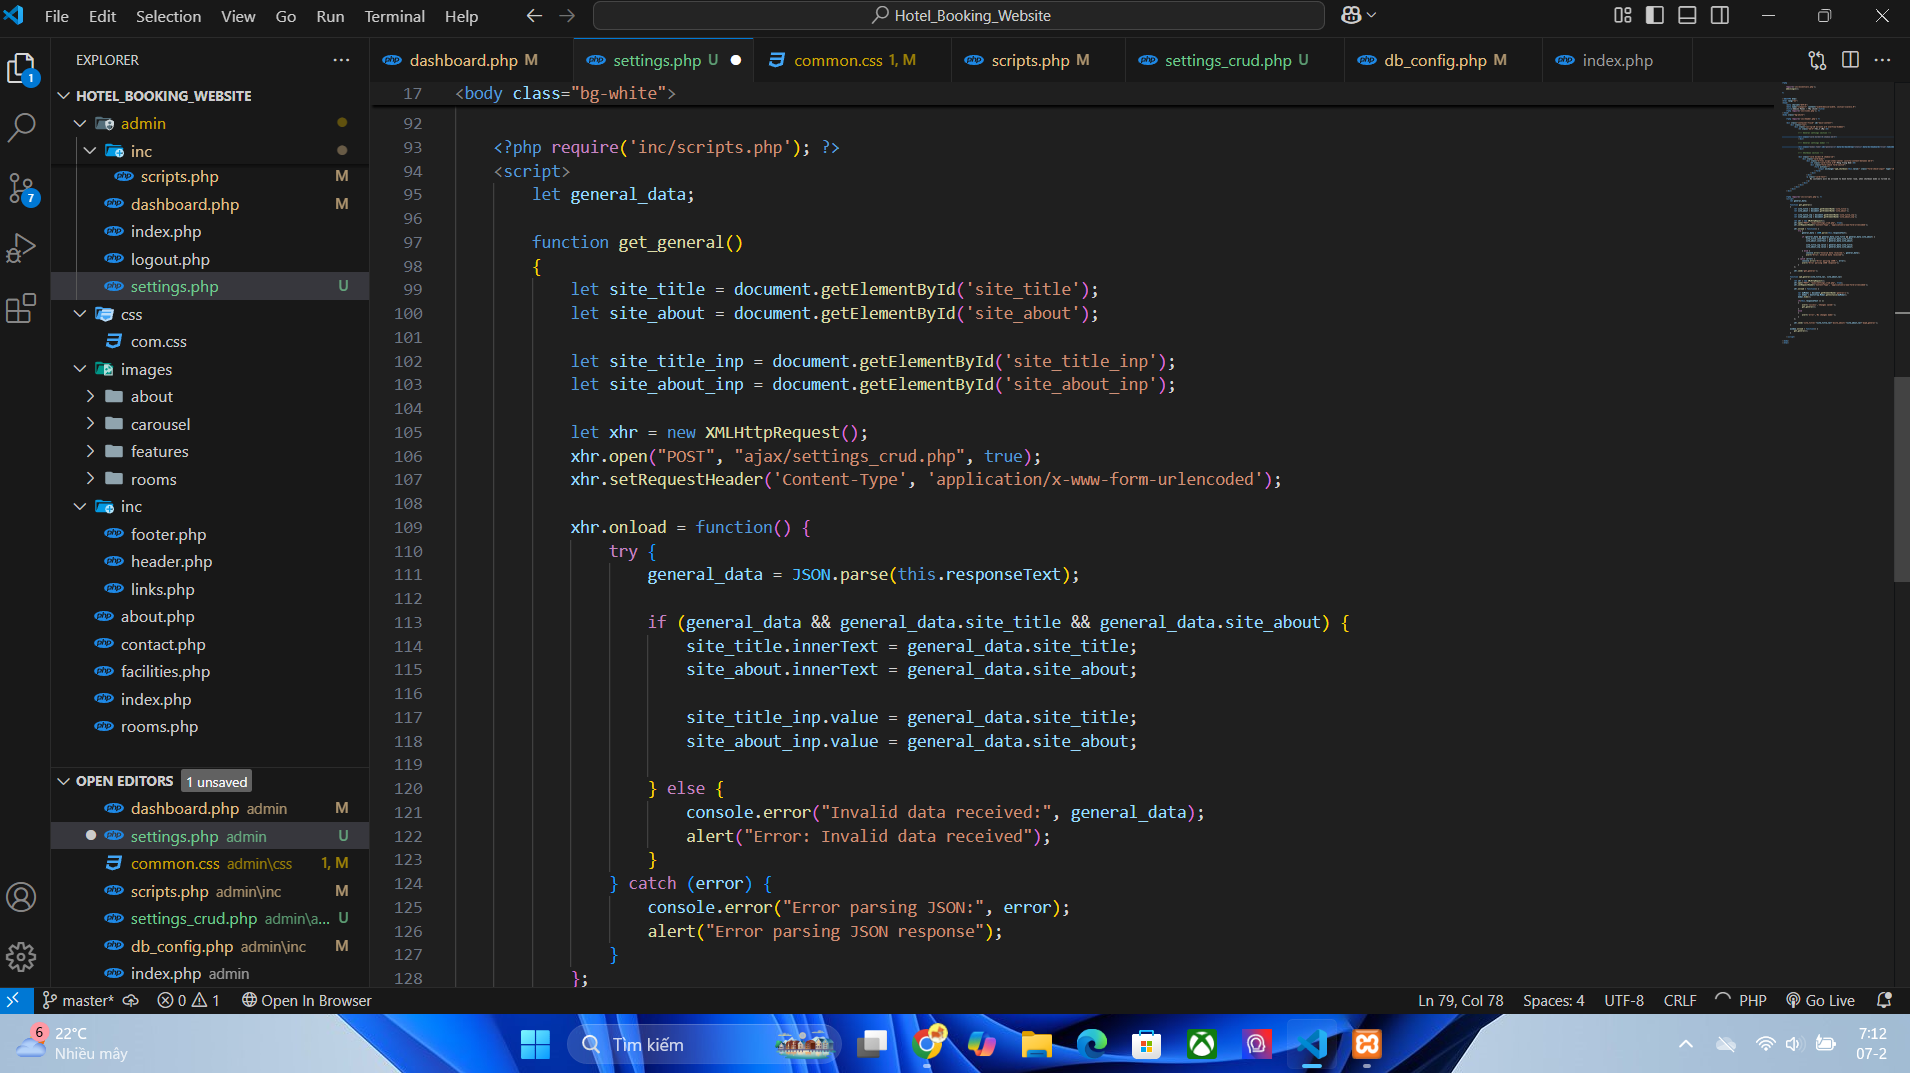 File Edit Selection View Go Run Terminal Help
Hotel_Booking_Website
EXPLORER
HOTEL_BOOKING_WEBSITE
admin
inc
scripts.php M
dashboard.php M
index.php
logout.php
settings.php U
css
com.css
images
about
carousel
features
rooms
inc
footer.php
header.php
links.php
about.php
contact.php
facilities.php
index.php
rooms.php
OPEN EDITORS 1 unsaved
dashboard.php admin M
settings.php admin U
common.css admin\css 1, M
scripts.php admin\inc M
settings_crud.php admin\a... U
db_config.php admin\inc M
index.php admin
1
7
dashboard.php M settings.php U common.css 1, M scripts.php M settings_crud.php U db_config.php M index.php
17 <body class="bg-white">
92
93 <?php require('inc/scripts.php'); ?>
94 <script>
95 let general_data;
96
97 function get_general()
98 {
99 let site_title = document.getElementById('site_title');
100 let site_about = document.getElementById('site_about');
101
102 let site_title_inp = document.getElementById('site_title_inp');
103 let site_about_inp = document.getElementById('site_about_inp');
104
105 let xhr = new XMLHttpRequest();
106 xhr.open("POST", "ajax/settings_crud.php", true);
107 xhr.setRequestHeader('Content-Type', 'application/x-www-form-urlencoded');
108
109 xhr.onload = function() {
110 try {
111 general_data = JSON.parse(this.responseText);
112
113 if (general_data && general_data.site_title && general_data.site_about) {
114 site_title.innerText = general_data.site_title;
115 site_about.innerText = general_data.site_about;
116
117 site_title_inp.value = general_data.site_title;
118 site_about_inp.value = general_data.site_about;
119
120 } else {
121 console.error("Invalid data received:", general_data);
122 alert("Error: Invalid data received");
123 }
124 } catch (error) {
125 console.error("Error parsing JSON:", error);
126 alert("Error parsing JSON response");
127 }
128 };
master* 0 1 Open In Browser Ln 79, Col 78 Spaces: 4 UTF-8 CRLF PHP Go Live
6
22°C
Nhiều mây
Tìm kiếm
7:12
07-2